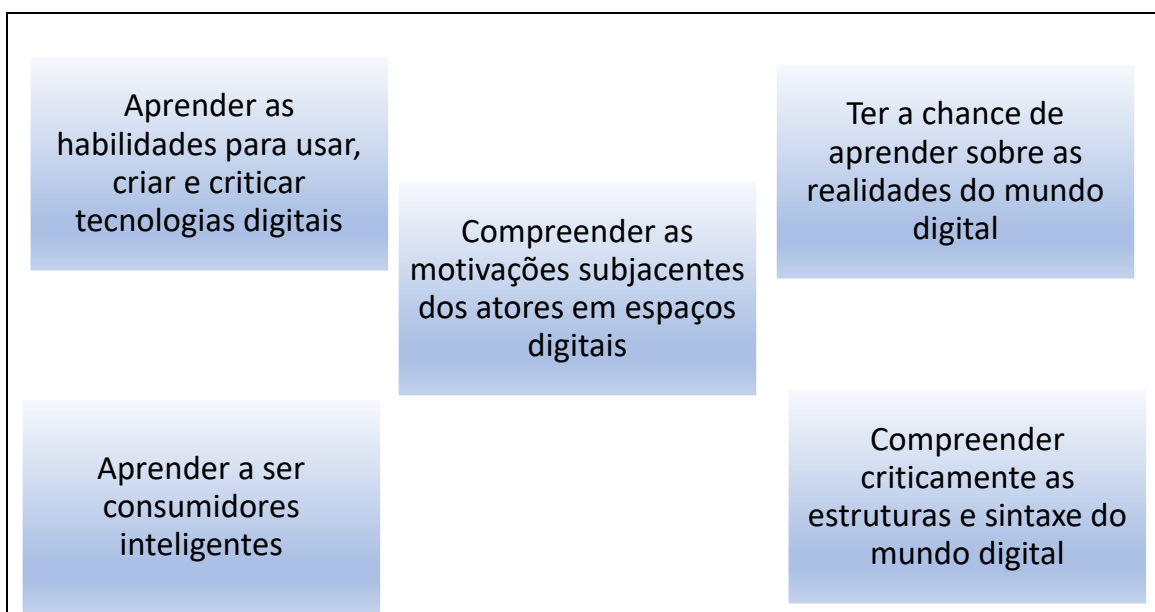 Aprender as
habilidades para usar,
criar e criticar
tecnologias digitais
Ter a chance de
aprender sobre as
realidades do mundo
digital
Compreender as
motivações subjacentes
dos atores em espaços
digitais
Aprender a ser
consumidores
inteligentes
Compreender
criticamente as
estruturas e sintaxe do
mundo digital